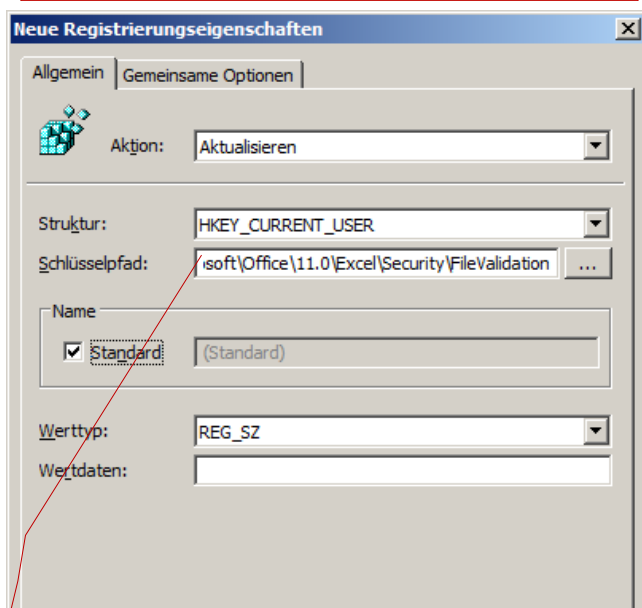 Neue Registrierungseigenschaften
Allgemein Gemeinsame Optionen
Aktion: Aktualisieren
Struktur: HKEY_CURRENT_USER
Schlüsselpfad: osoft\Office\11.0\Excel\Security\FileValidation ...
Name
Standard (Standard)
Werttyp: REG_SZ
Wertdaten: